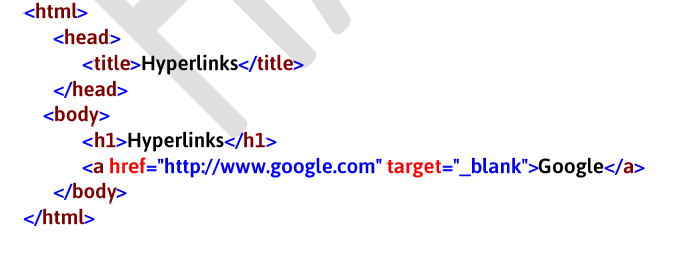 <html>
<head>
<title>Hyperlinks</title>
</head>
<body>
<h1>Hyperlinks</h1>
<a href="http://www.google.com" target="_blank">Google</a>
</body>
</html>